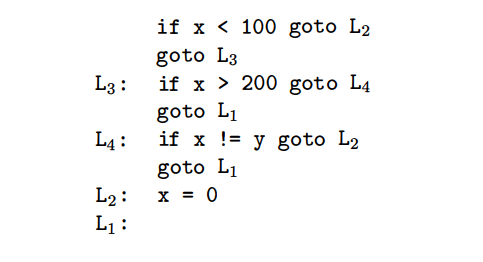 if x < 100 goto L₂
goto L₃
L₃: if x > 200 goto L₄
goto L₁
L₄: if x != y goto L₂
goto L₁
L₂: x = 0
L₁: